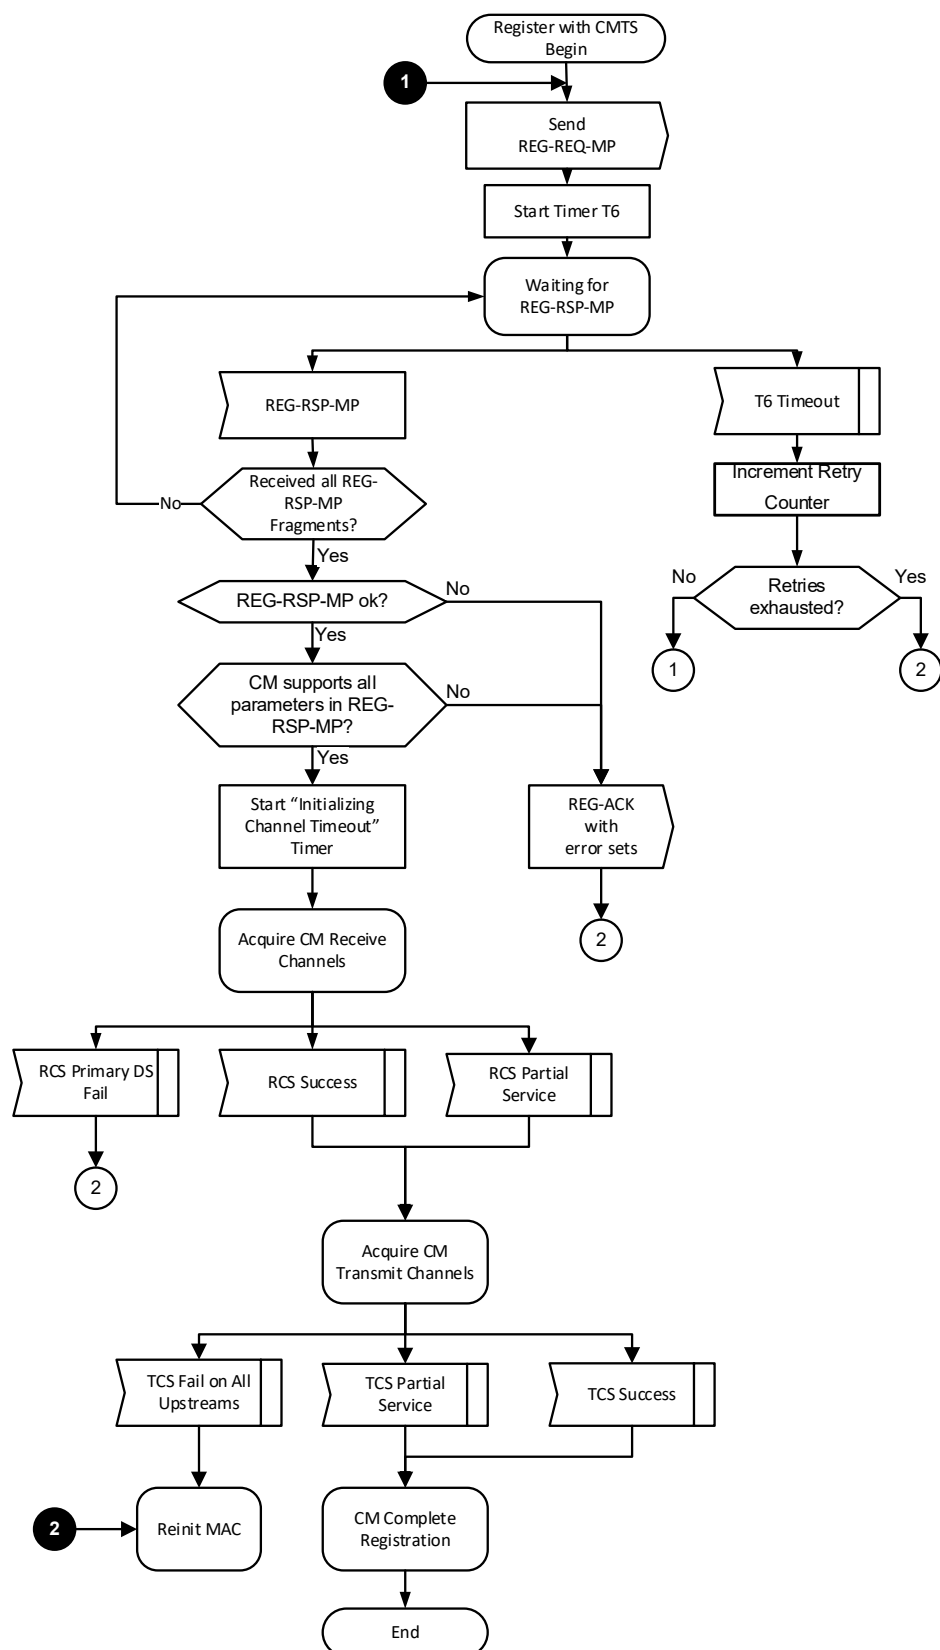 Register with CMTS
Begin
1
Send
REG-REQ-MP
Start Timer T6
Waiting for
REG-RSP-MP
REG-RSP-MP
T6 Timeout
Increment Retry
Counter
Received all REG-
RSP-MP
Fragments?
No
Yes
No
Retries
exhausted?
Yes
REG-RSP-MP ok?
No
Yes
1
2
CM supports all
parameters in REG-
RSP-MP?
No
Yes
Start “Initializing
Channel Timeout”
Timer
REG-ACK
with
error sets
2
Acquire CM Receive
Channels
RCS Primary DS
Fail
RCS Success
RCS Partial
Service
2
Acquire CM
Transmit Channels
TCS Fail on All
Upstreams
TCS Partial
Service
TCS Success
2
Reinit MAC
CM Complete
Registration
End